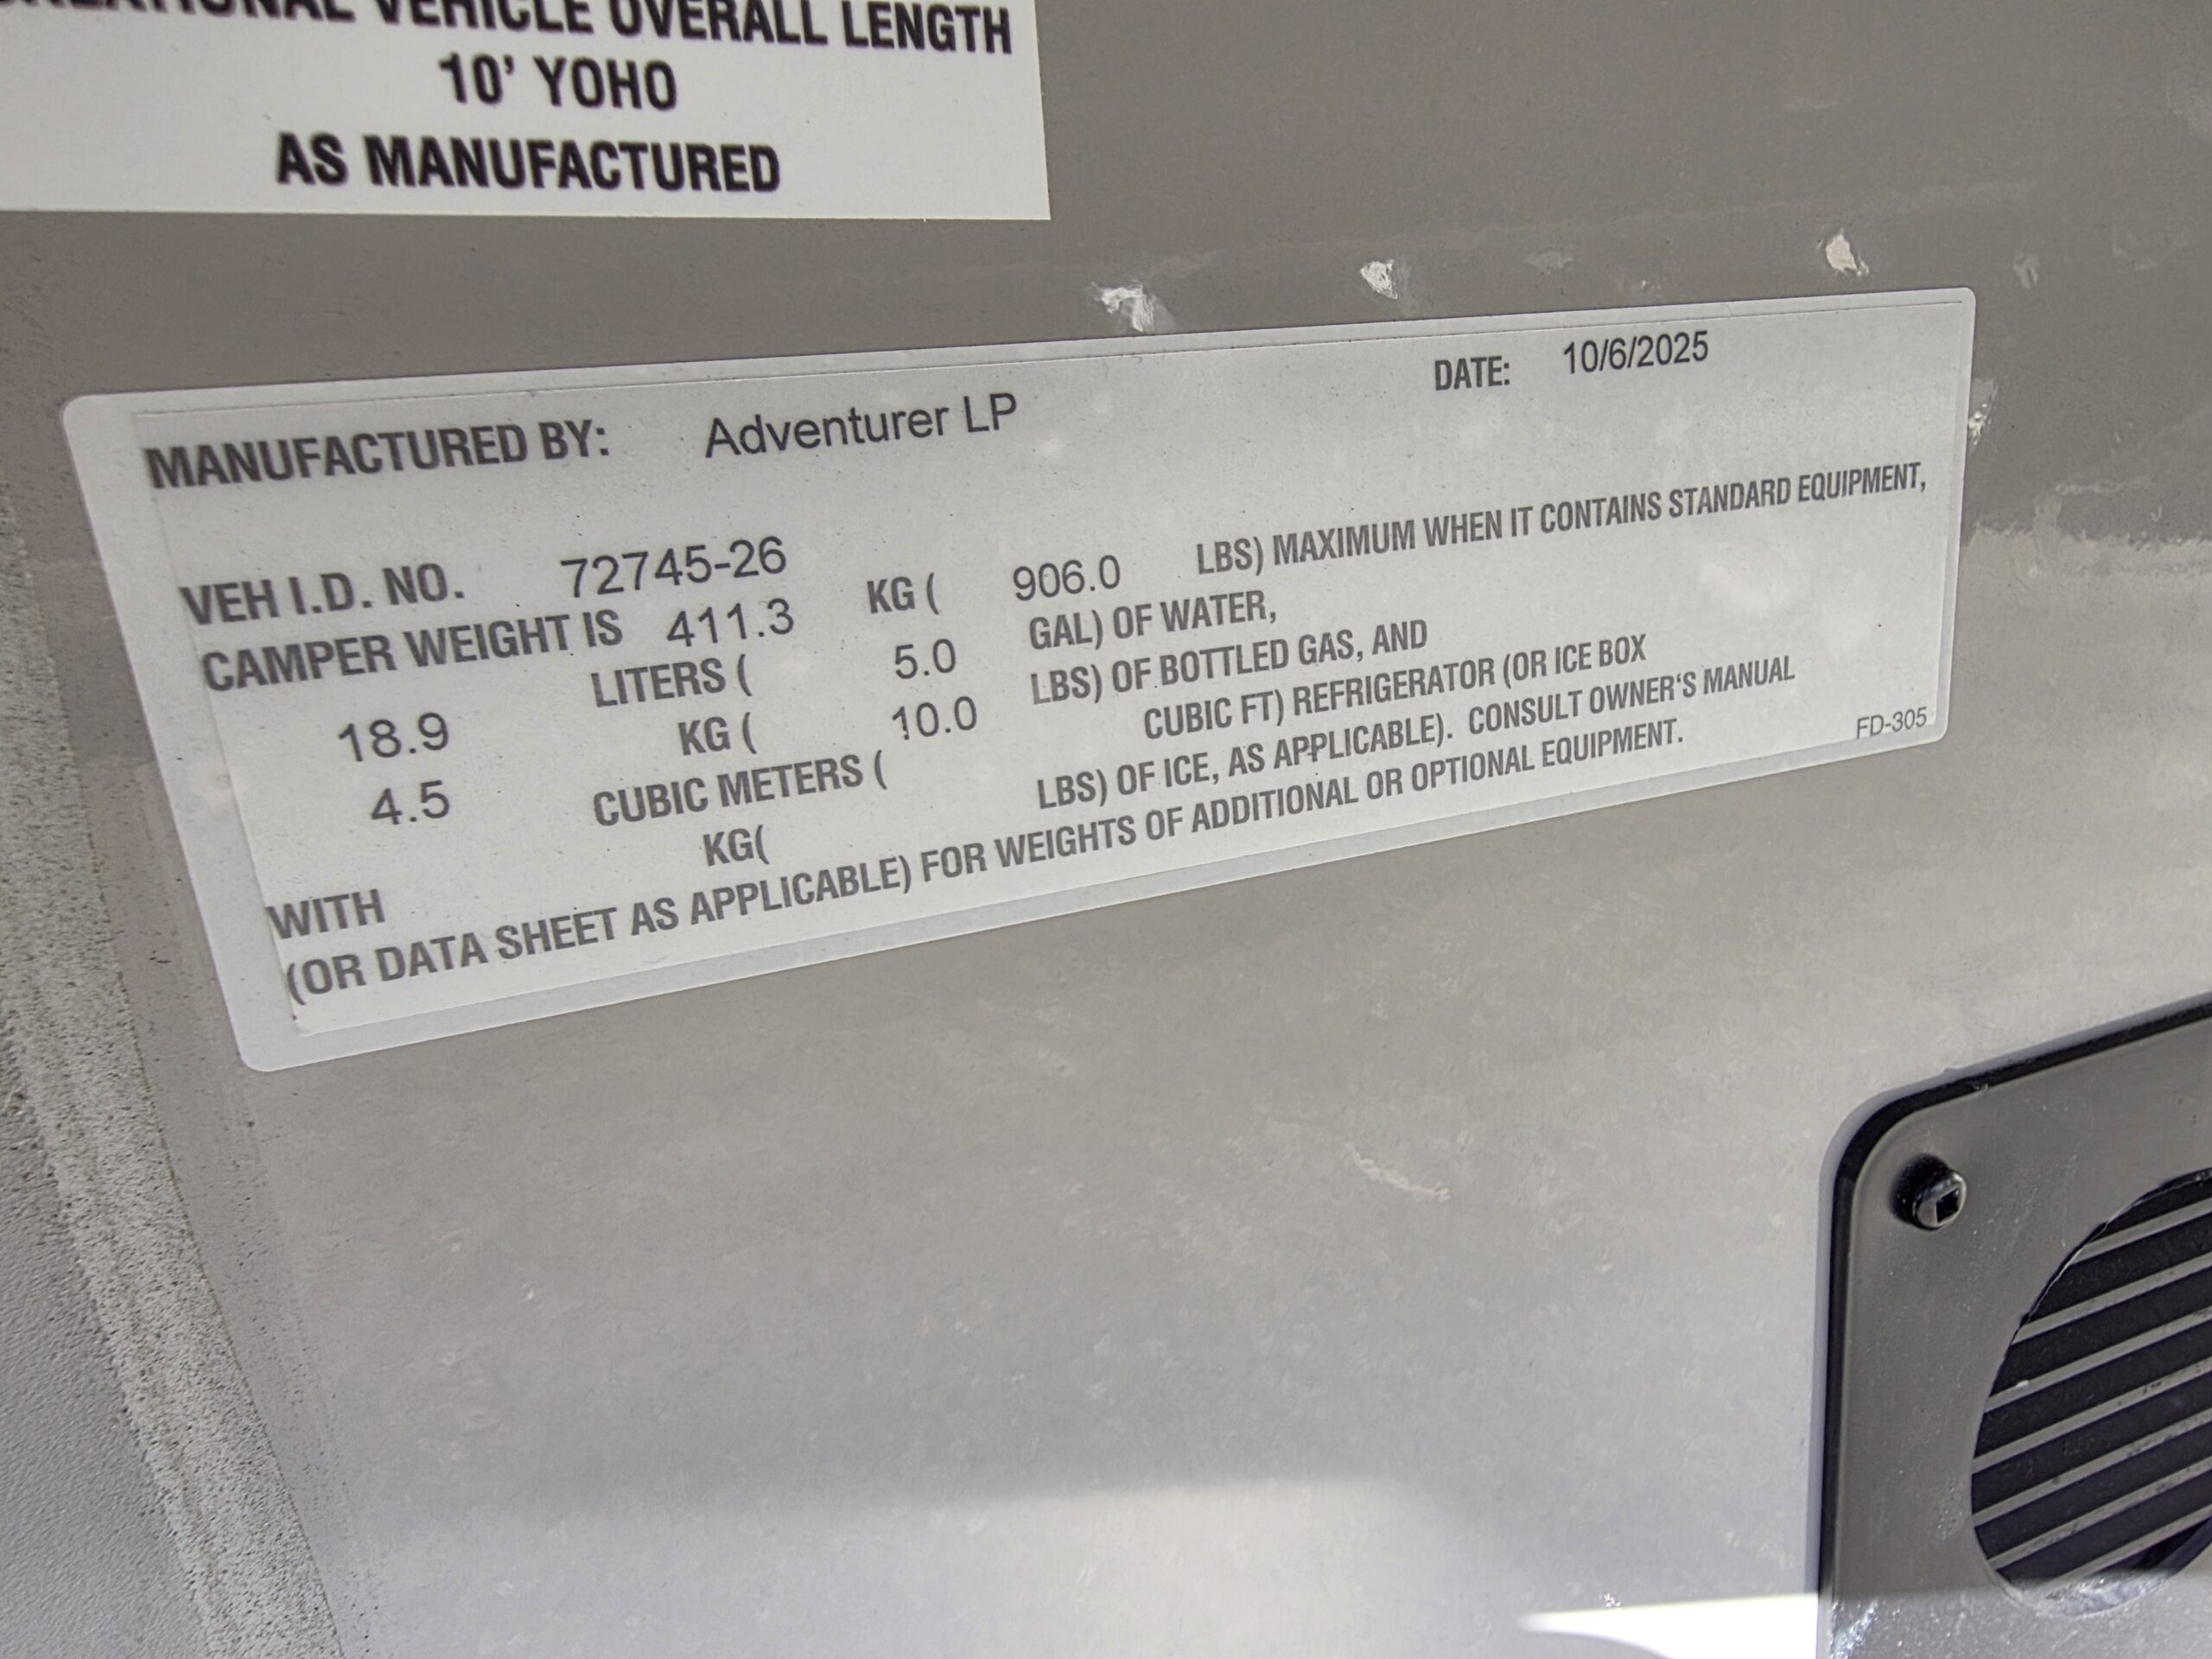 VEHICLE OVERALL LENGTH
10' YOHO
AS MANUFACTURED
MANUFACTURED BY: Adventurer LP DATE: 10/6/2025
VEH I.D. NO. 72745-26
CAMPER WEIGHT IS 411.3 KG ( 906.0 LBS) MAXIMUM WHEN IT CONTAINS STANDARD EQUIPMENT,
18.9 LITERS ( 5.0 GAL) OF WATER,
4.5 KG ( 10.0 LBS) OF BOTTLED GAS, AND
CUBIC METERS ( CUBIC FT) REFRIGERATOR (OR ICE BOX
WITH KG( LBS) OF ICE, AS APPLICABLE). CONSULT OWNER'S MANUAL
(OR DATA SHEET AS APPLICABLE) FOR WEIGHTS OF ADDITIONAL OR OPTIONAL EQUIPMENT.
FD-305